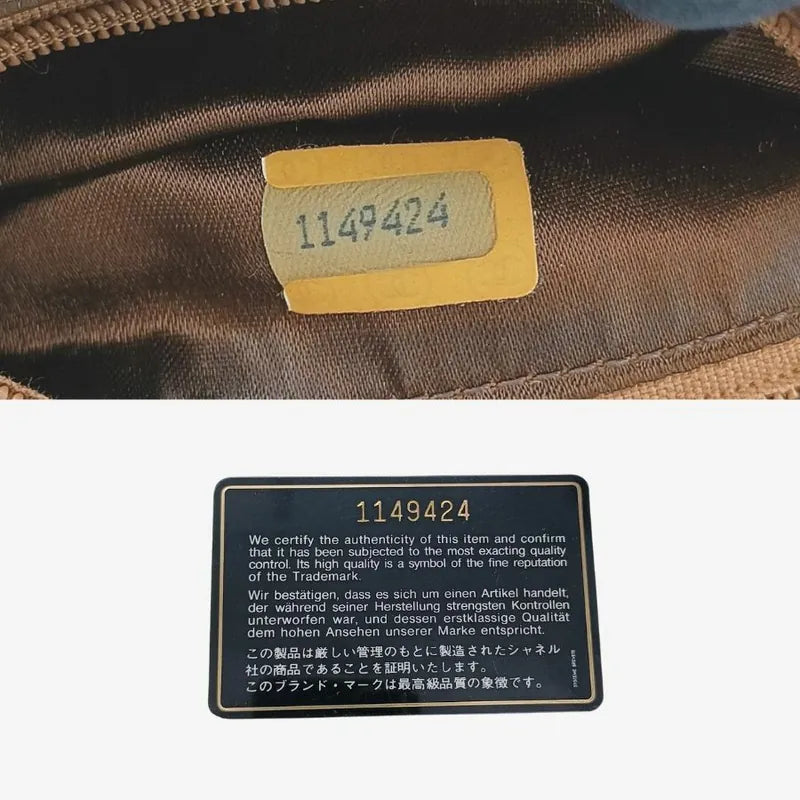 1149424
1149424
We certify the authenticity of this item and confirm
that it has been subjected to the most exacting quality
control. Its high quality is a symbol of the fine reputation
of the Trademark.
Wir bestätigen, dass es sich um einen Artikel handelt,
der während seiner Herstellung strengsten Kontrollen
unterworfen war, und dessen erstklassige Qualität
dem hohen Ansehen unserer Marke entspricht.
この製品は厳しい管理のもとに製造されたシャネル
社の商品であることを証明いたします。
このブランド・マークは最高級品質の象徴です。